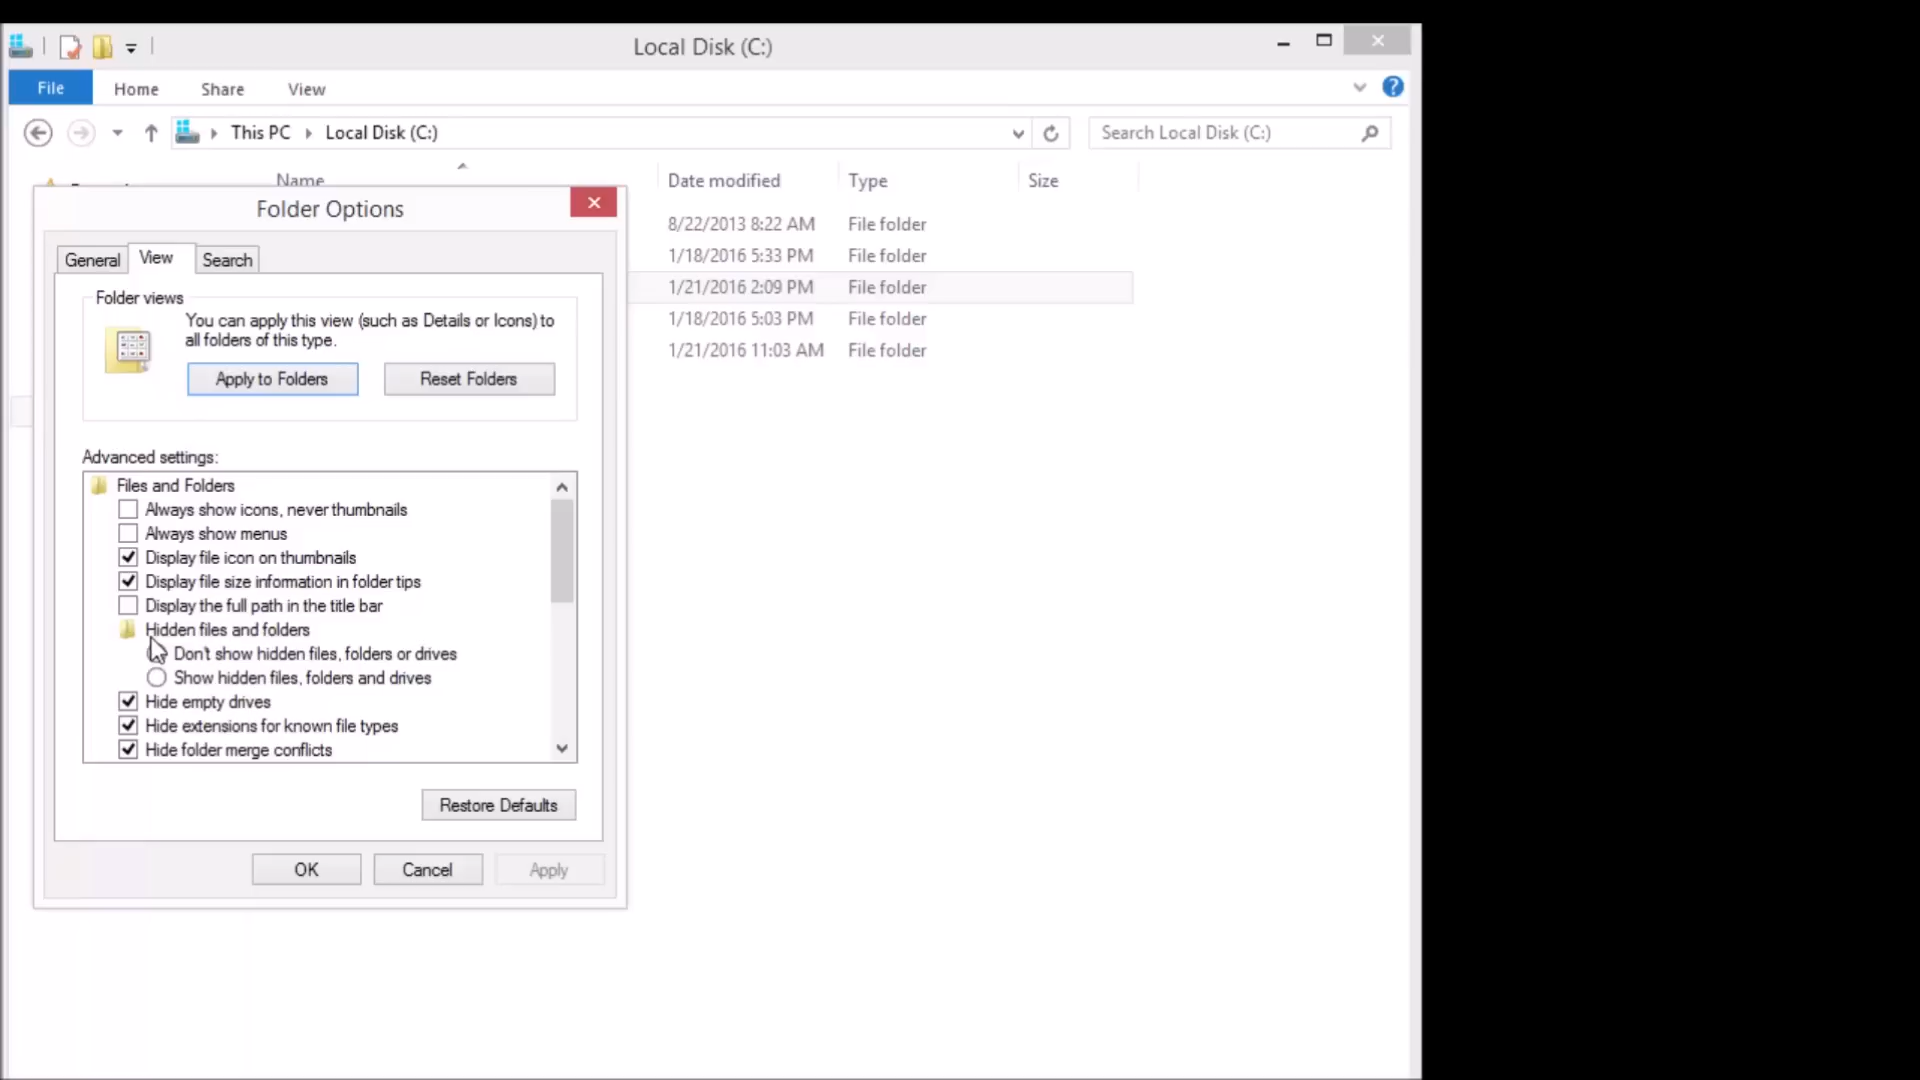 Local Disk (C:)
File
Home
Share
View
This PC
Local Disk (C:)
Search Local Disk (C:)
Name
Date modified
Type
Size
8/22/2013 8:22 AM
File folder
1/18/2016 5:33 PM
File folder
1/21/2016 2:09 PM
File folder
1/18/2016 5:03 PM
File folder
1/21/2016 11:03 AM
File folder
Folder Options
General
View
Search
Folder views
You can apply this view (such as Details or Icons) to
all folders of this type.
Apply to Folders
Reset Folders
Advanced settings:
Files and Folders
Always show icons, never thumbnails
Always show menus
Display file icon on thumbnails
Display file size information in folder tips
Display the full path in the title bar
Hidden files and folders
Don't show hidden files, folders or drives
Show hidden files, folders and drives
Hide empty drives
Hide extensions for known file types
Hide folder merge conflicts
Restore Defaults
OK
Cancel
Apply